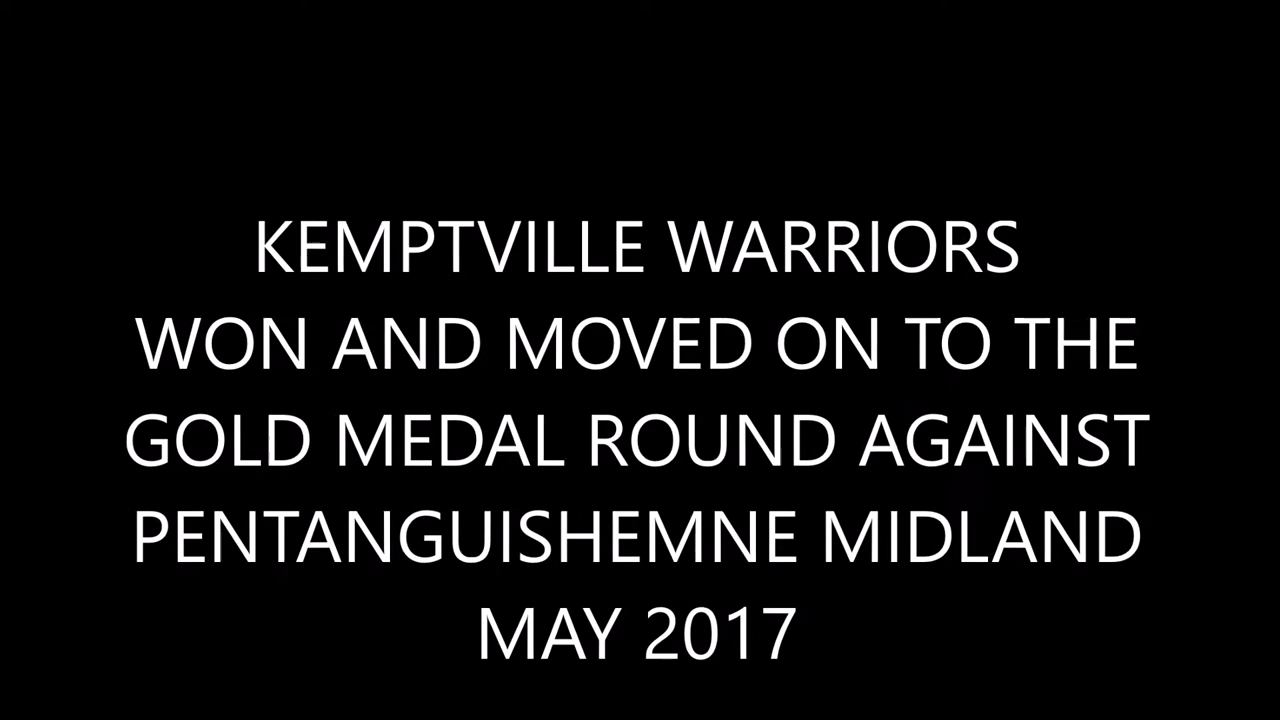 KEMPTVILLE WARRIORS
WON AND MOVED ON TO THE
GOLD MEDAL ROUND AGAINST
PENTANGUISHEMNE MIDLAND
MAY 2017